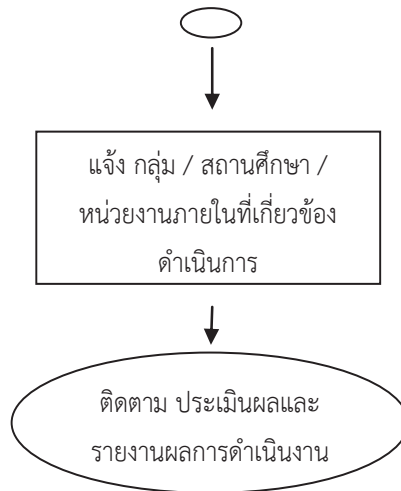 แจ้ง กลุ่ม / สถานศึกษา /
หน่วยงานภายในที่เกี่ยวข้อง
ดำเนินการ
ติดตาม ประเมินผลและ
รายงานผลการดำเนินงาน